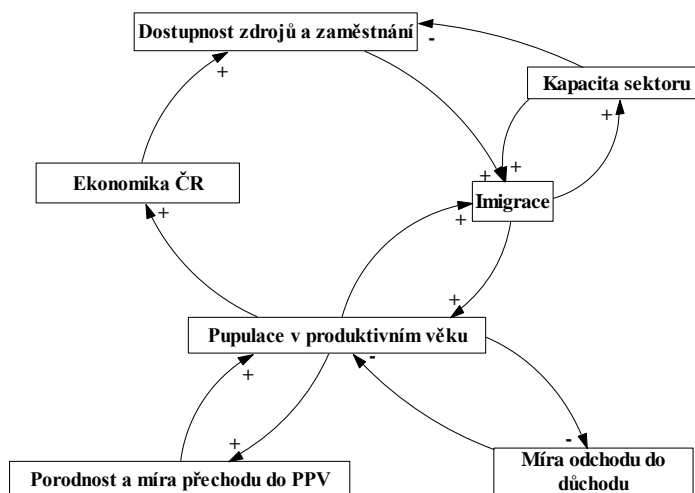 Dostupnost zdrojů a zaměstnání
-
Kapacita sektoru
+
+
+
+
+
Ekonomika ČR
Imigrace
+
+
+
Pupulace v produktivním věku
+
-
+
-
Porodnost a míra přechodu do PPV
Míra odchodu do
důchodu